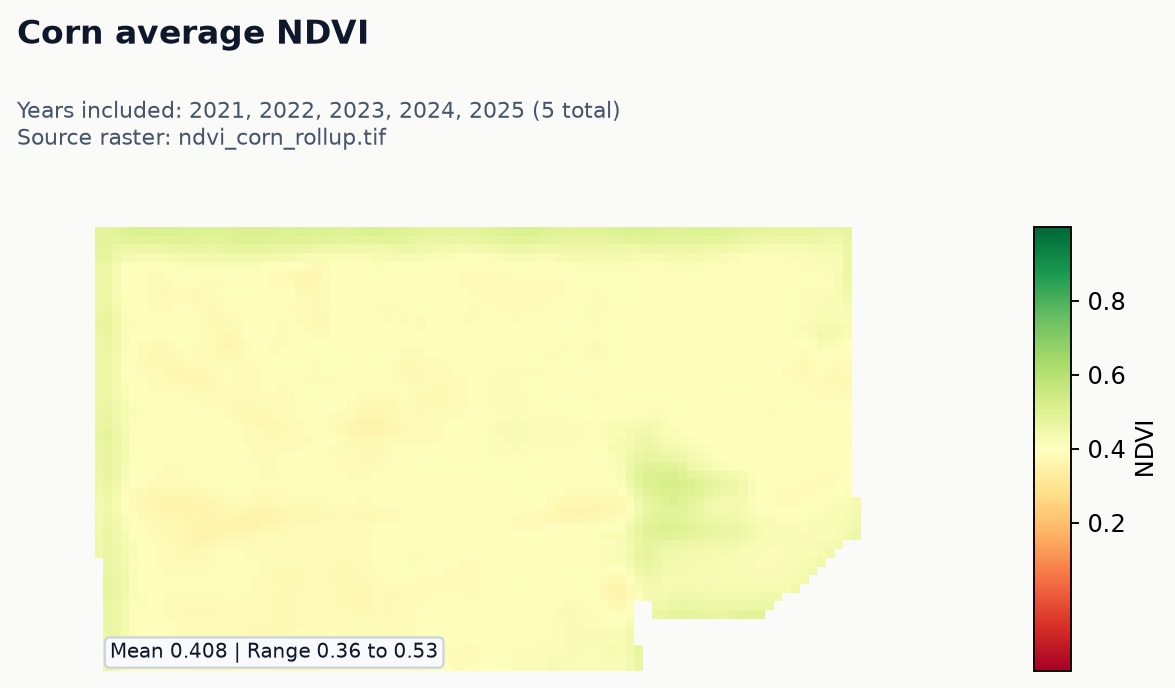 Corn average NDVI
Years included: 2021, 2022, 2023, 2024, 2025 (5 total)
Source raster: ndvi_corn_rollup.tif
0.8
0.6
0.4
0.2
NDVI
Mean 0.408 | Range 0.36 to 0.53